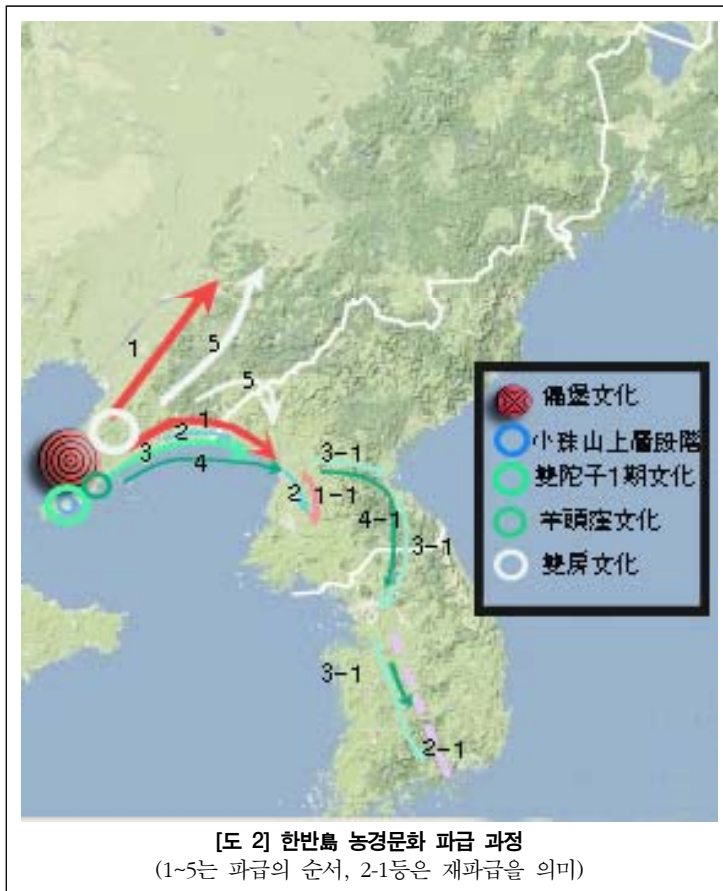 1
5
5
1
2
3
4
2
1-1
3-1
4-1
3-1
3-1
2-1
偏堡文化
小珠山上層段階
雙陀子1期文化
羊頭窪文化
雙房文化
[도 2] 한반島 농경문화 파급 과정
(1~5는 파급의 순서, 2-1등은 재파급을 의미)